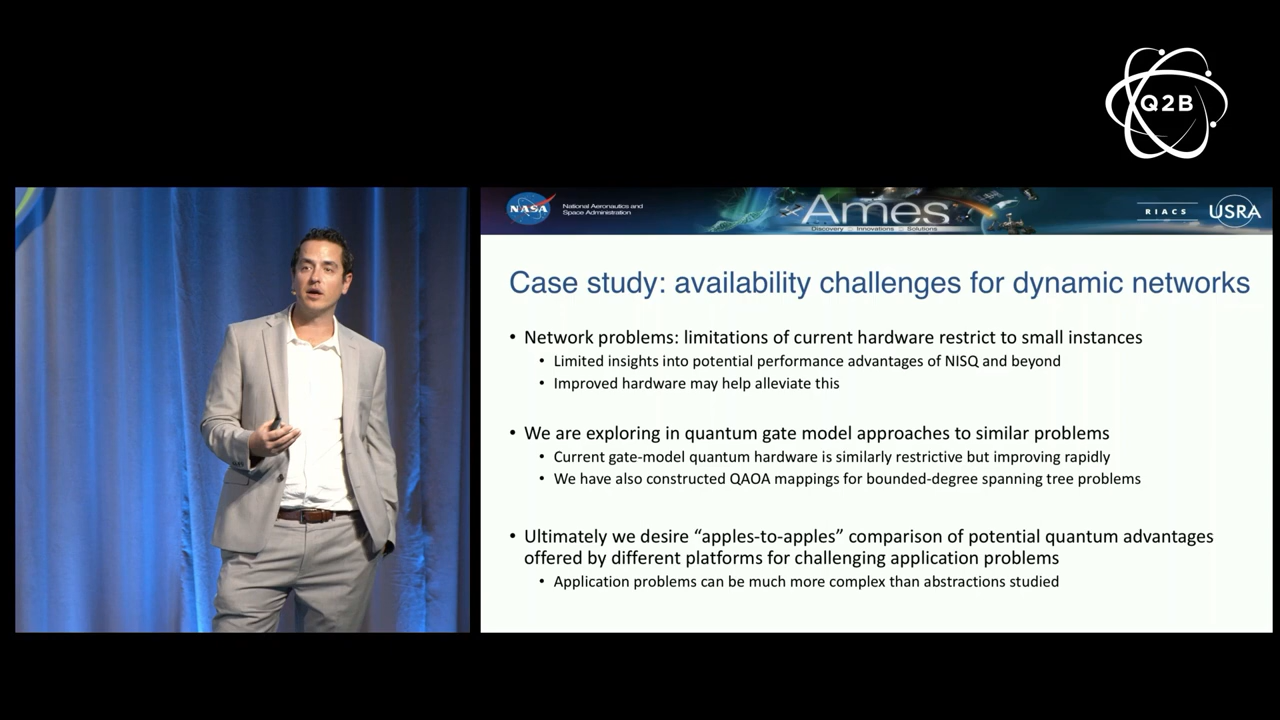 Q2B
NASA
National Aeronautics and
Space Administration
Ames
Discovery Innovations Solutions
RIACS
USRA
Case study: availability challenges for dynamic networks
• Network problems: limitations of current hardware restrict to small instances
• Limited insights into potential performance advantages of NISQ and beyond
• Improved hardware may help alleviate this
• We are exploring in quantum gate model approaches to similar problems
• Current gate-model quantum hardware is similarly restrictive but improving rapidly
• We have also constructed QAOA mappings for bounded-degree spanning tree problems
• Ultimately we desire “apples-to-apples” comparison of potential quantum advantages
offered by different platforms for challenging application problems
• Application problems can be much more complex than abstractions studied